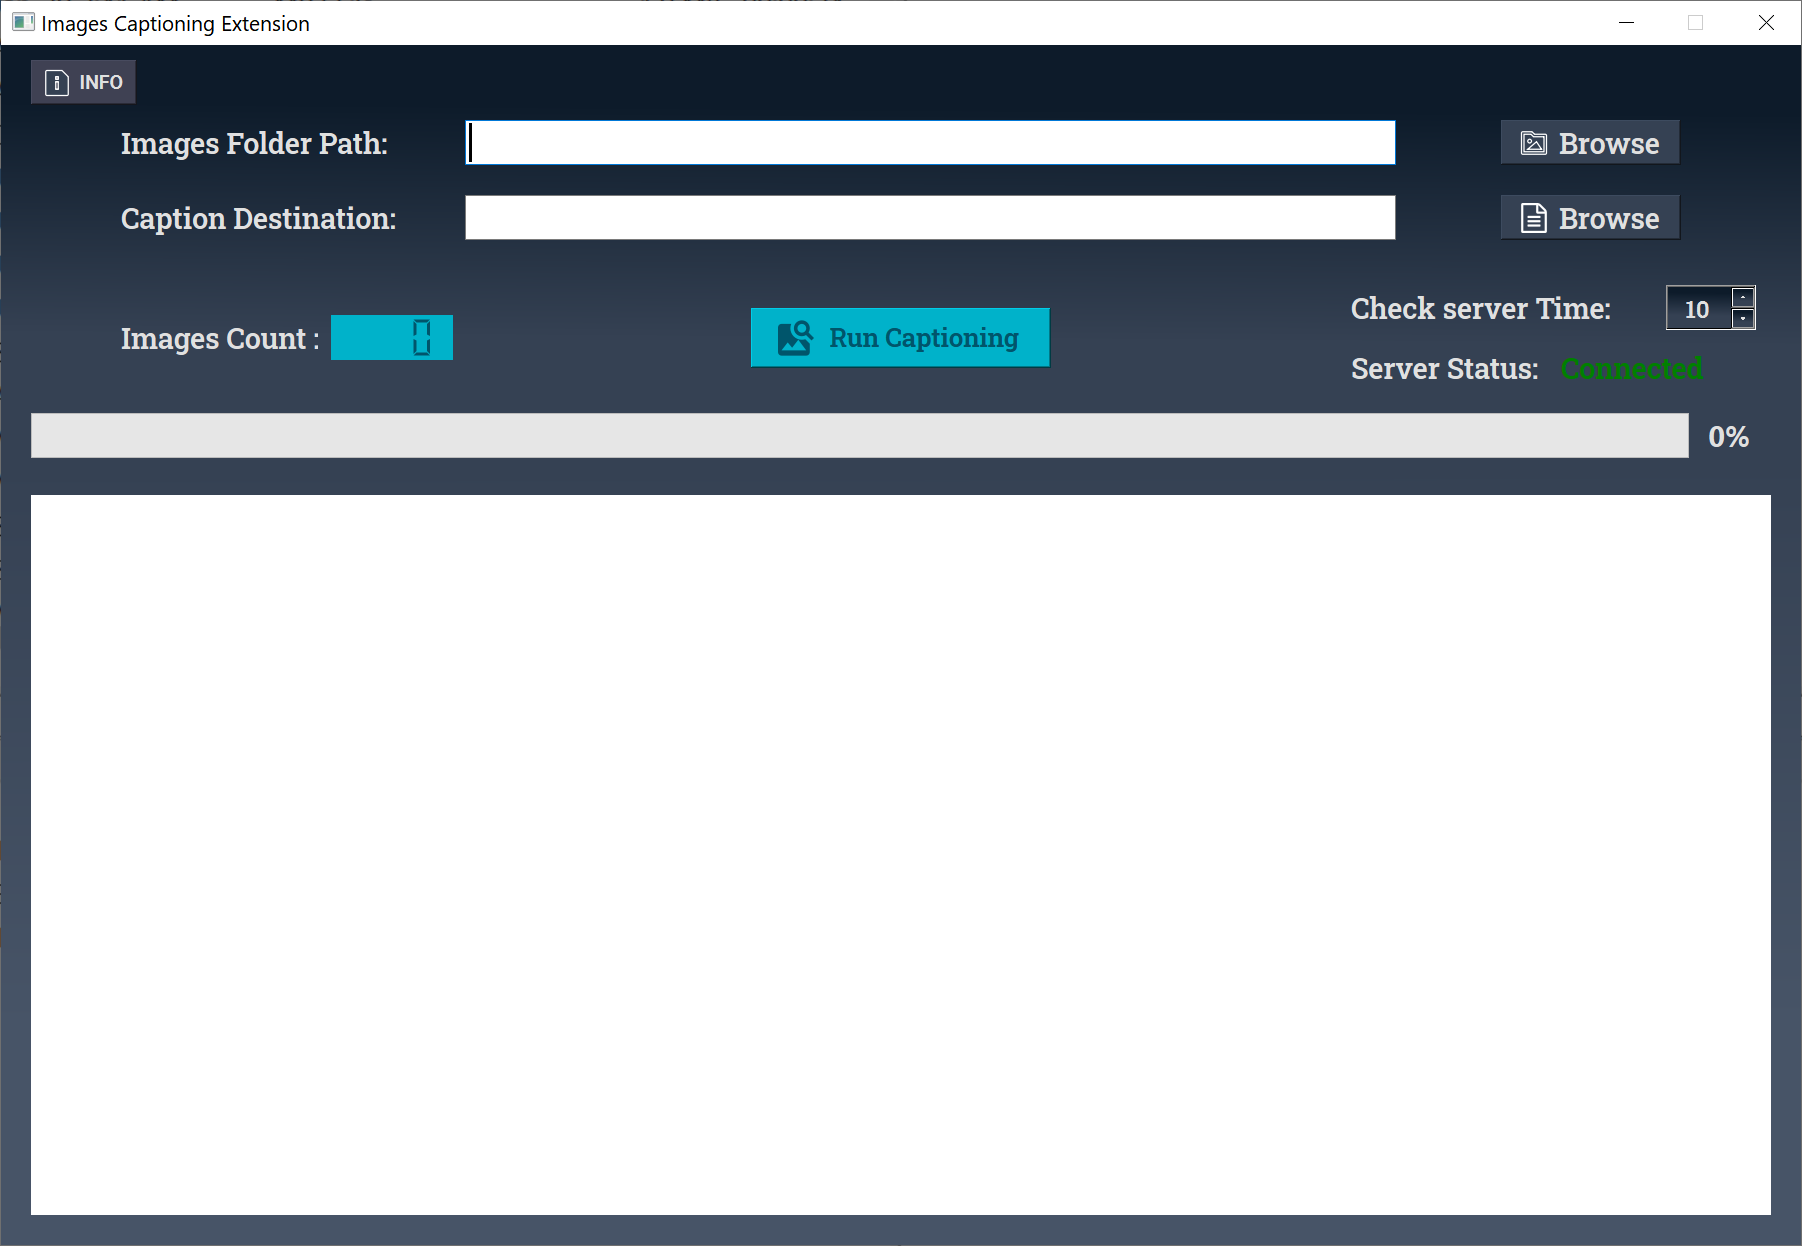 Images Captioning Extension
INFO
Images Folder Path:
Browse
Caption Destination:
Browse
Check server Time: 10
Images Count : 0
Run Captioning
Server Status: Connected
0%